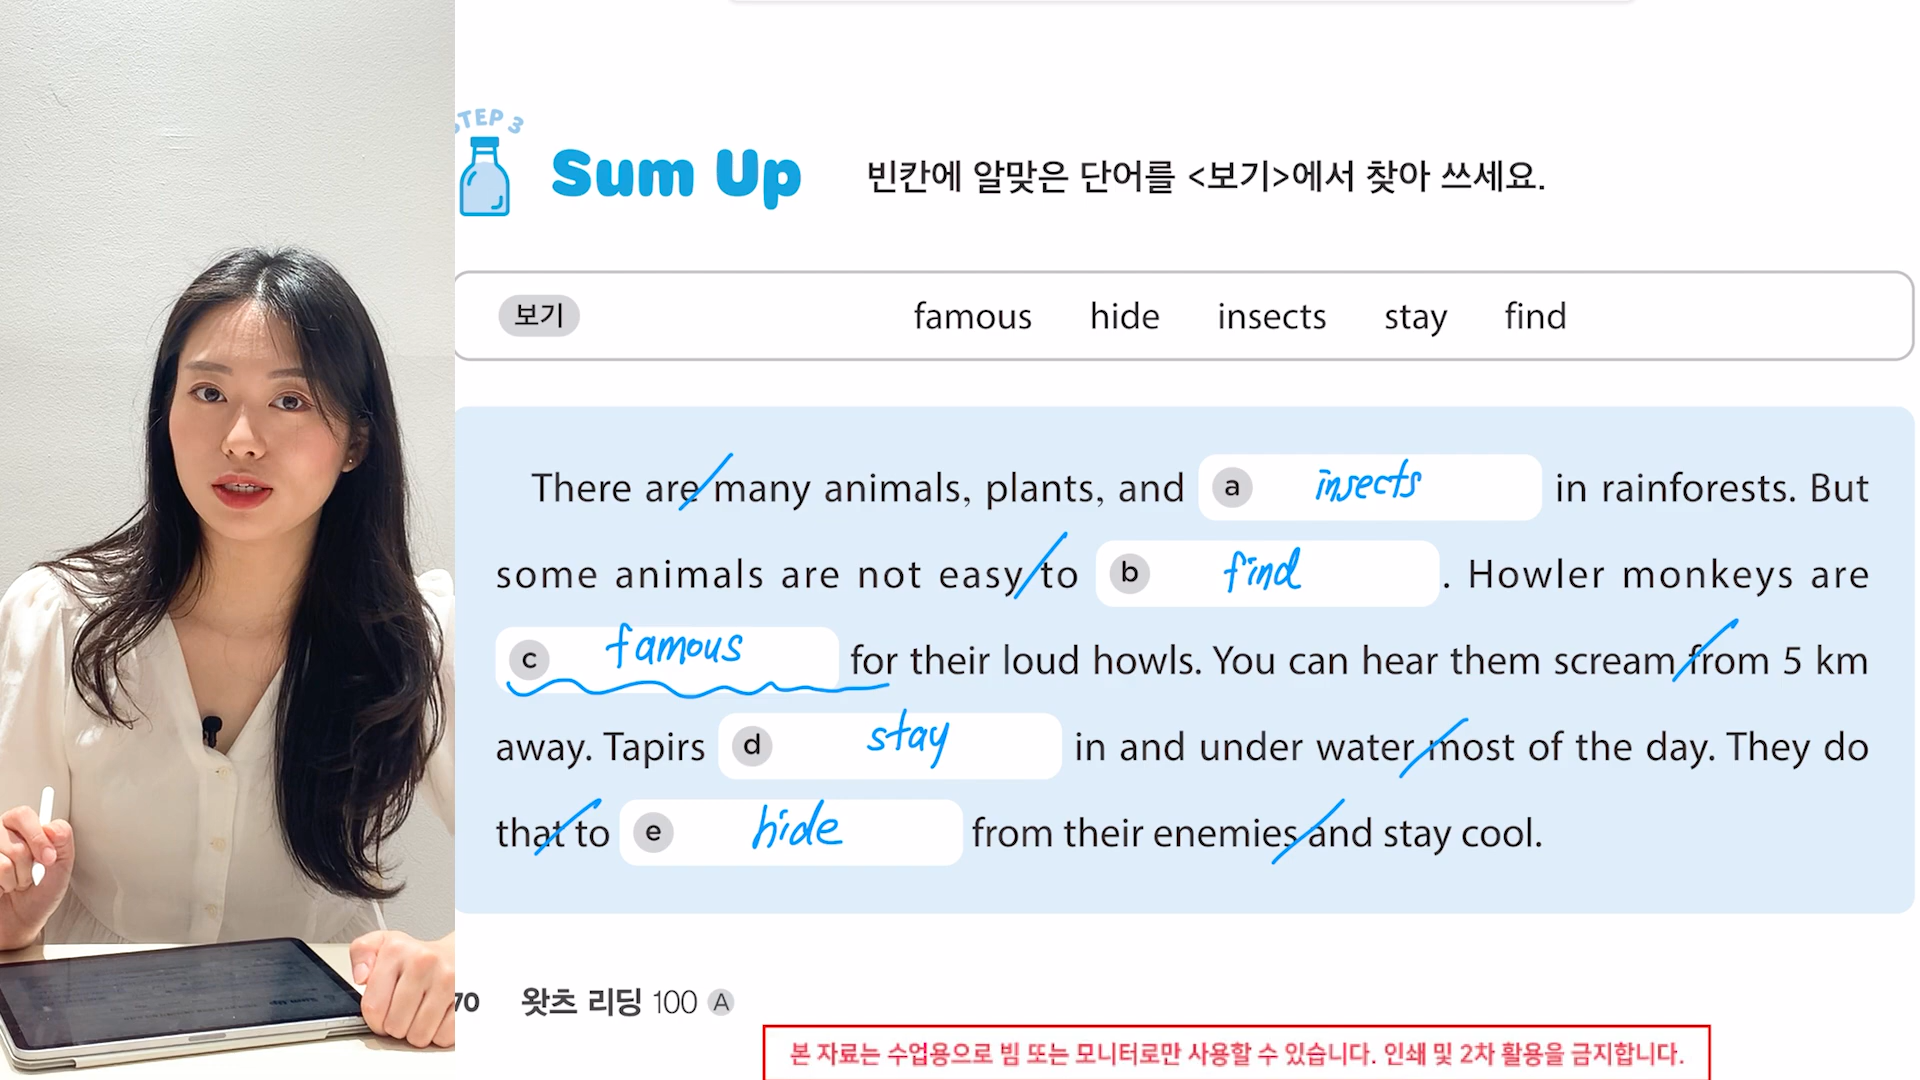 STEP 3
Sum Up 빈칸에 알맞은 단어를 <보기>에서 찾아 쓰세요.
보기 famous hide insects stay find
There are many animals, plants, and a insects in rainforests. But
some animals are not easy to b find . Howler monkeys are
c famous for their loud howls. You can hear them scream from 5 km
away. Tapirs d stay in and under water most of the day. They do
that to e hide from their enemies and stay cool.
70 왓츠 리딩 100 A
본 자료는 수업용으로 빔 또는 모니터로만 사용할 수 있습니다. 인쇄 및 2차 활용을 금지합니다.